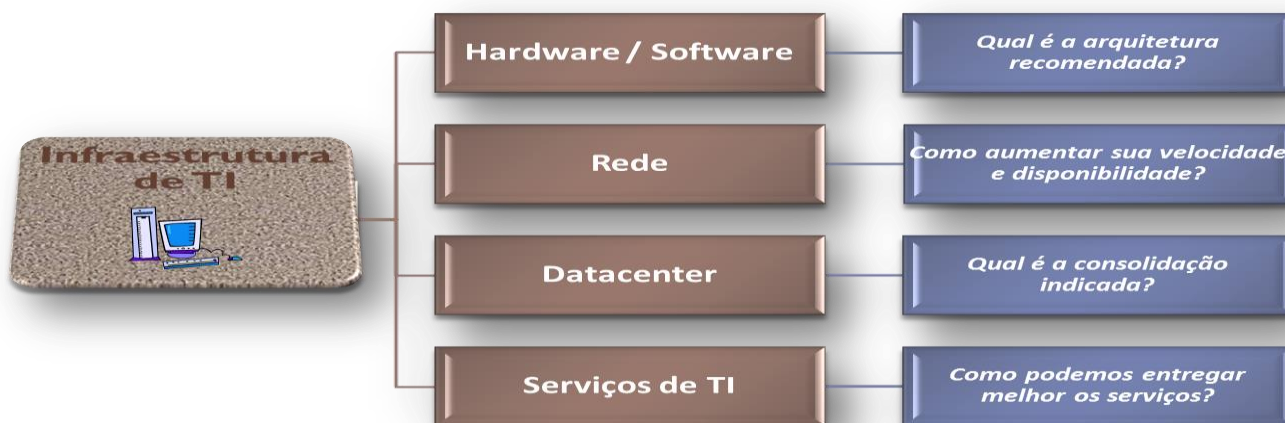 Infraestrutura
de TI
Hardware / Software
Qual é a arquitetura
recomendada?
Rede
Como aumentar sua velocidade
e disponibilidade?
Datacenter
Qual é a consolidação
indicada?
Serviços de TI
Como podemos entregar
melhor os serviços?